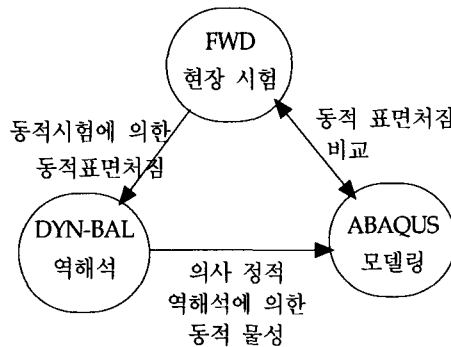 FWD
현장 시험
동적시험에 의한
동적표면처짐
동적 표면처짐
비교
DYN-BAL
역해석
ABAQUS
모델링
의사 정적
역해석에 의한
동적 물성